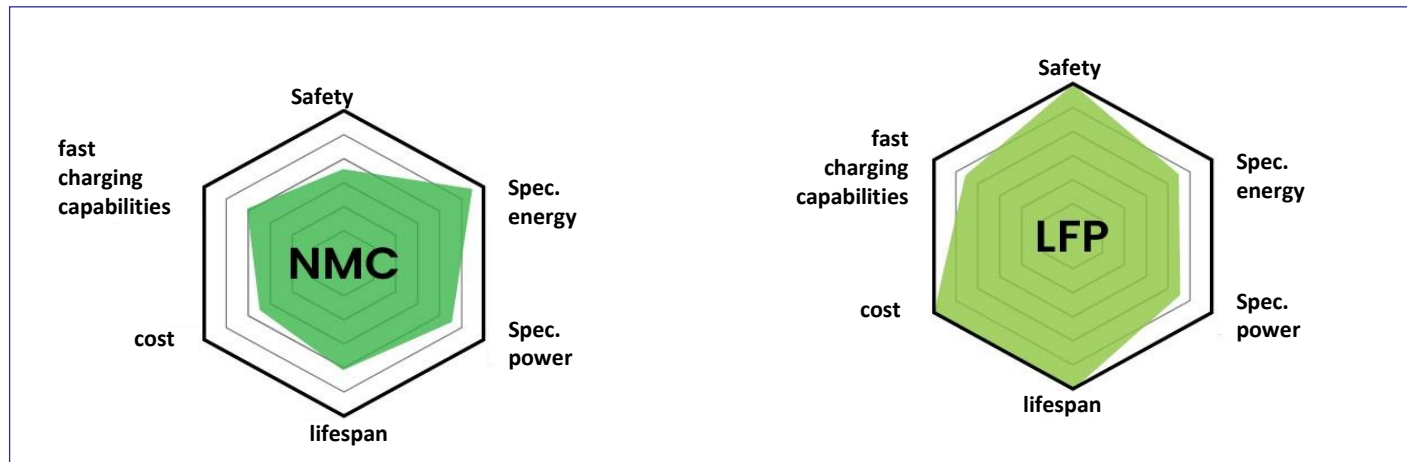 Safety
fast
charging
capabilities
Spec.
energy
NMC
cost
Spec.
power
lifespan
Safety
fast
charging
capabilities
Spec.
energy
LFP
cost
Spec.
power
lifespan